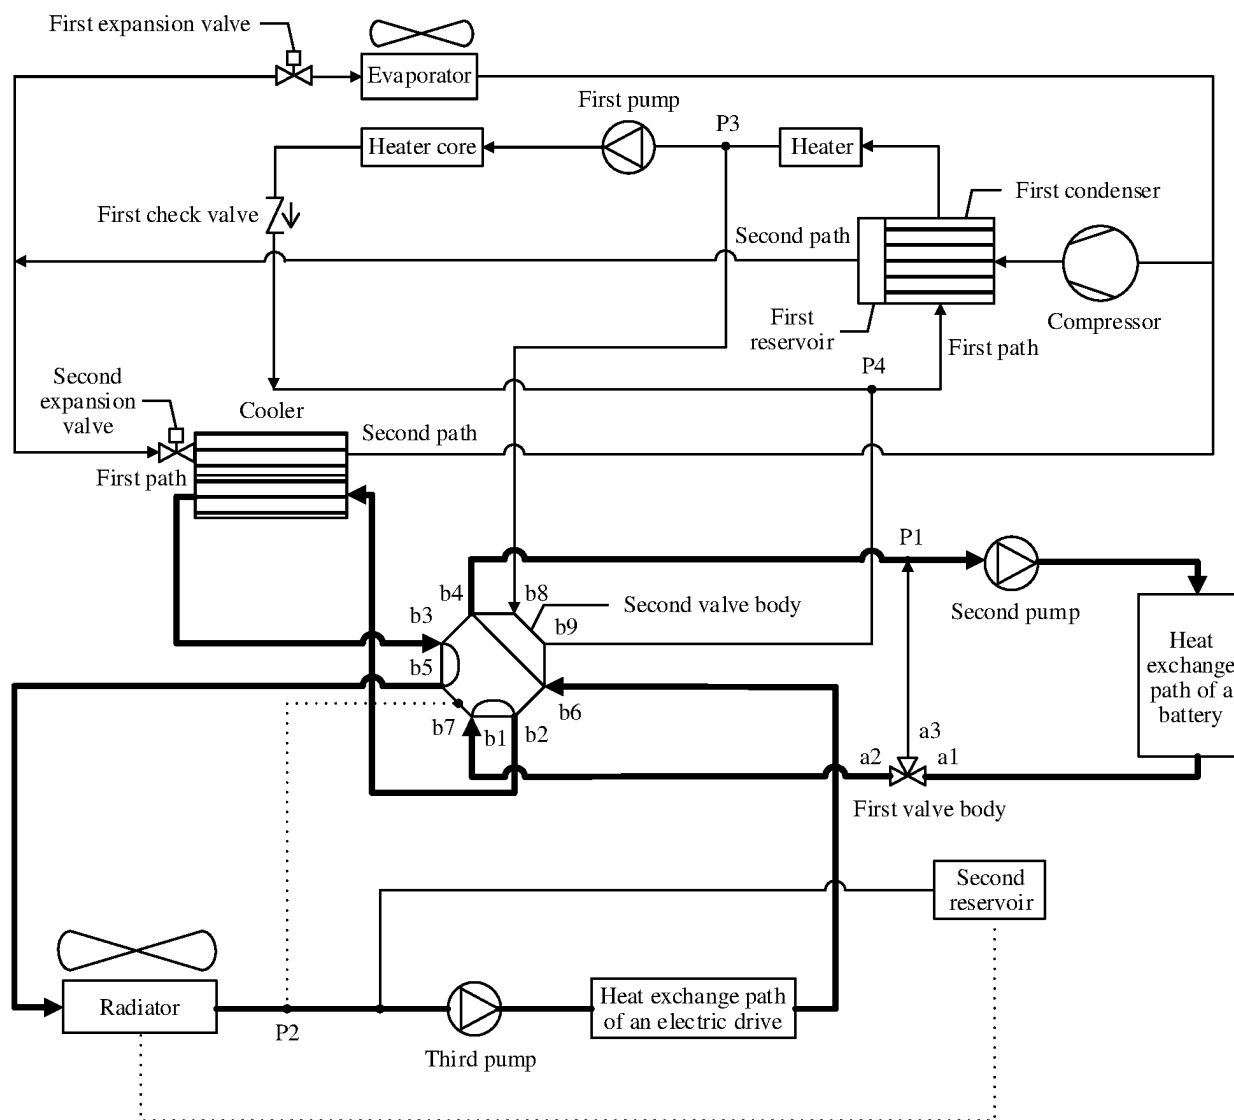 First expansion valve
Evaporator
First pump
P3
Heater core
Heater
First condenser
First check valve
Second path
First
reservoir
Compressor
First path
P4
Second
expansion
valve
Cooler
Second path
First path
P1
b4
b8
Second valve body
Second pump
b3
b9
b5
Heat
exchange
path of a
battery
b6
b7
b1
b2
a3
a2
a1
First valve body
Second
reservoir
Radiator
P2
Heat exchange path
of an electric drive
Third pump